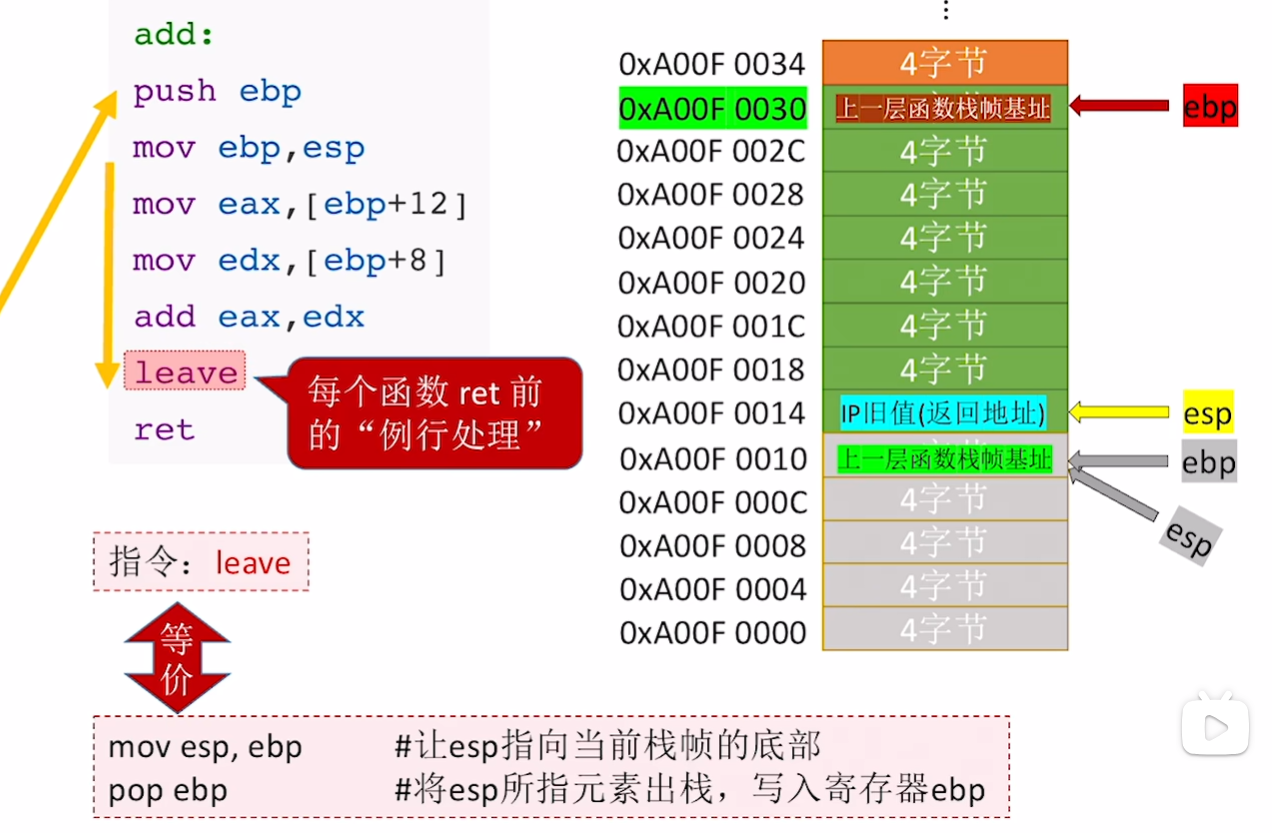 add:
push ebp
mov ebp,esp
mov eax,[ebp+12]
mov edx,[ebp+8]
add eax,edx
leave
ret
每个函数 ret 前
的“例行处理”
指令：leave
等
价
mov esp, ebp #让esp指向当前栈帧的底部
pop ebp #将esp所指元素出栈，写入寄存器ebp
⋮
0xA00F 0034 4字节
0xA00F 0030 上一层函数栈帧基址 ebp
0xA00F 002C 4字节
0xA00F 0028 4字节
0xA00F 0024 4字节
0xA00F 0020 4字节
0xA00F 001C 4字节
0xA00F 0018 4字节
0xA00F 0014 IP旧值(返回地址) esp
0xA00F 0010 上一层函数栈帧基址 ebp
0xA00F 000C 4字节
esp
0xA00F 0008 4字节
0xA00F 0004 4字节
0xA00F 0000 4字节